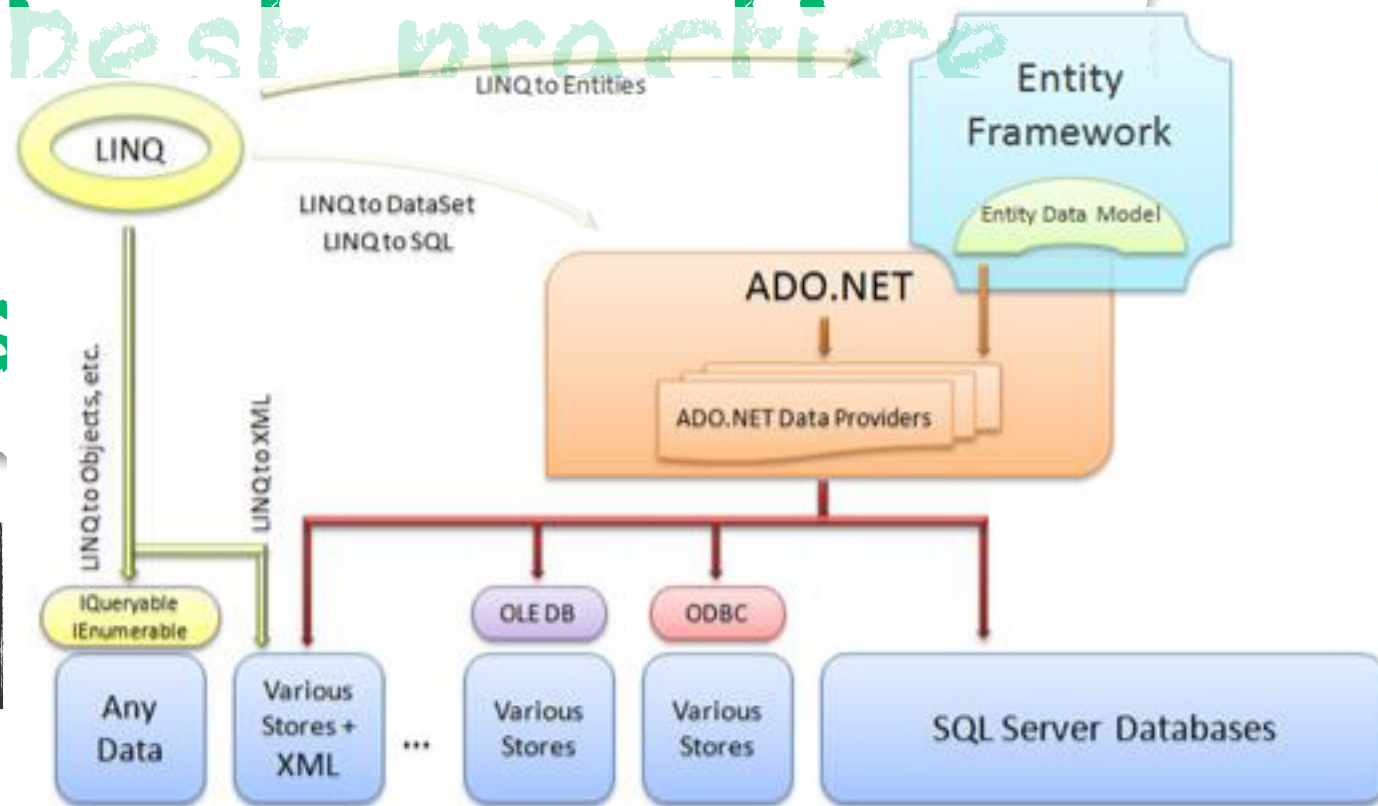 best practice
LINQ to Entities
Entity
Framework
LINQ
Entity Data Model
LINQ to DataSet
LINQ to SQL
ADO.NET
ADO.NET Data Providers
LINQ to Objects, etc.
LINQ to XML
IQueryable
IEnumerable
OLE DB
ODBC
Any
Data
Various
Stores +
XML
...
Various
Stores
Various
Stores
SQL Server Databases